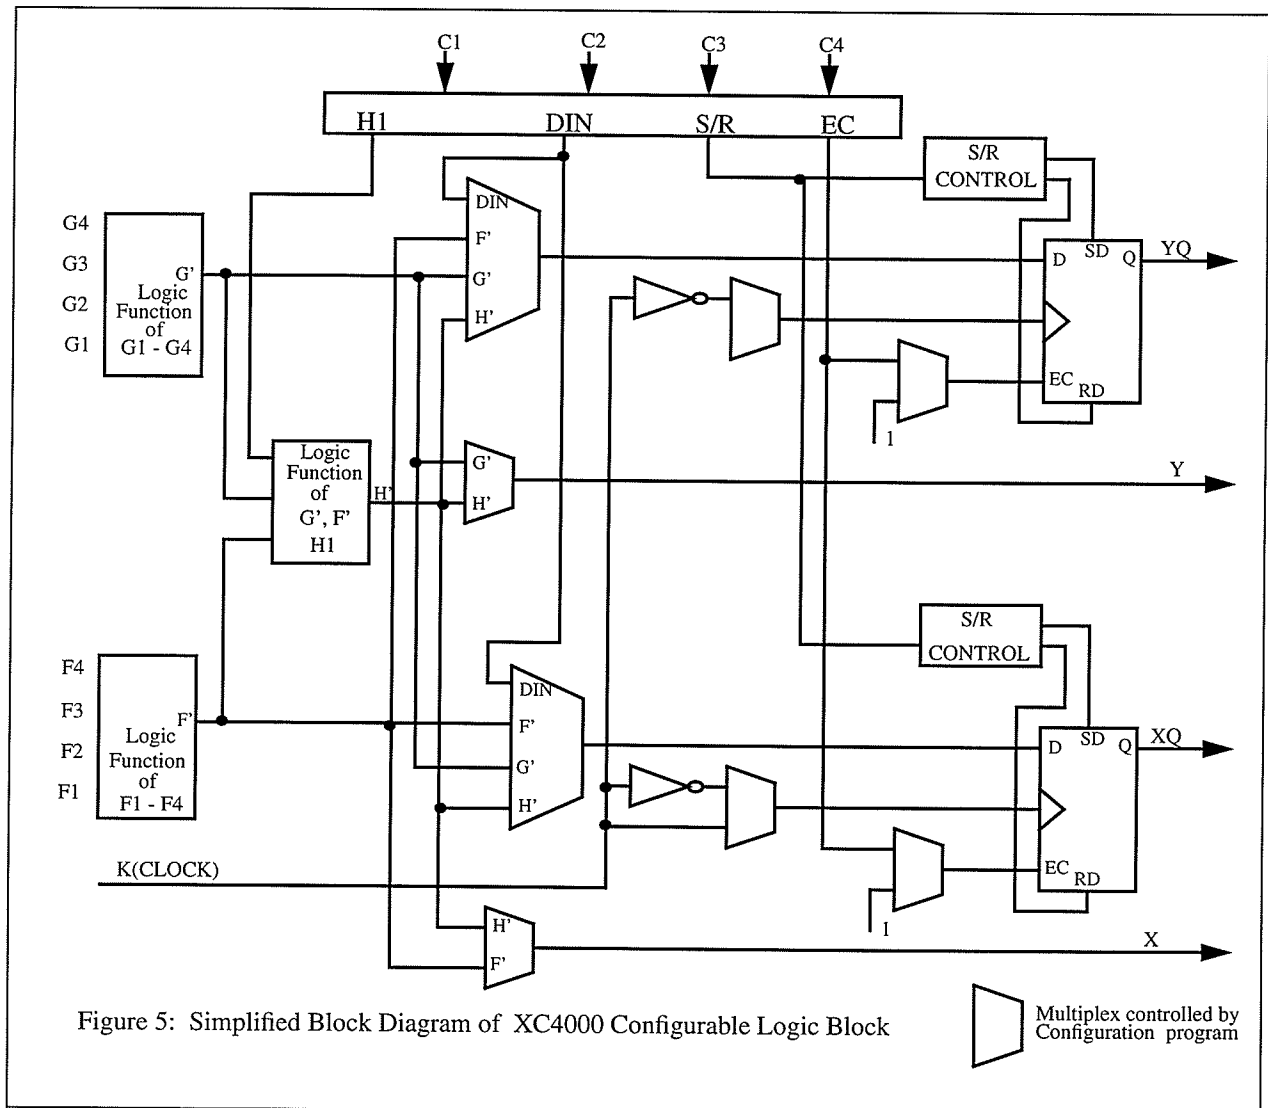 C1
C2
C3
C4
H1
DIN
S/R
EC
S/R
CONTROL
G4
G3
G2
G1
G'
Logic
Function
of
G1 - G4
DIN
F'
G'
H'
D
SD
Q
EC
RD
YQ
1
Logic
Function
of
G', F'
H1
H'
G'
H'
Y
S/R
CONTROL
F4
F3
F2
F1
F'
Logic
Function
of
F1 - F4
DIN
F'
G'
H'
D
SD
Q
EC
RD
XQ
1
K(CLOCK)
H'
F'
X
Figure 5: Simplified Block Diagram of XC4000 Configurable Logic Block
Multiplex controlled by
Configuration program